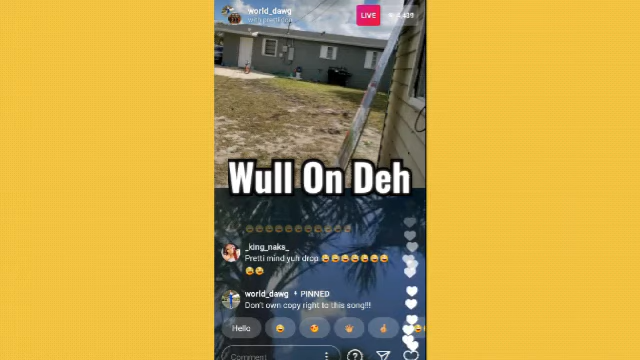 world_dawg
LIVE
Wull On Deh
_king_naks_
Pretti mind yuh drop
world_dawg PINNED
Don't own copy right to this song!!!
Hello
Comment